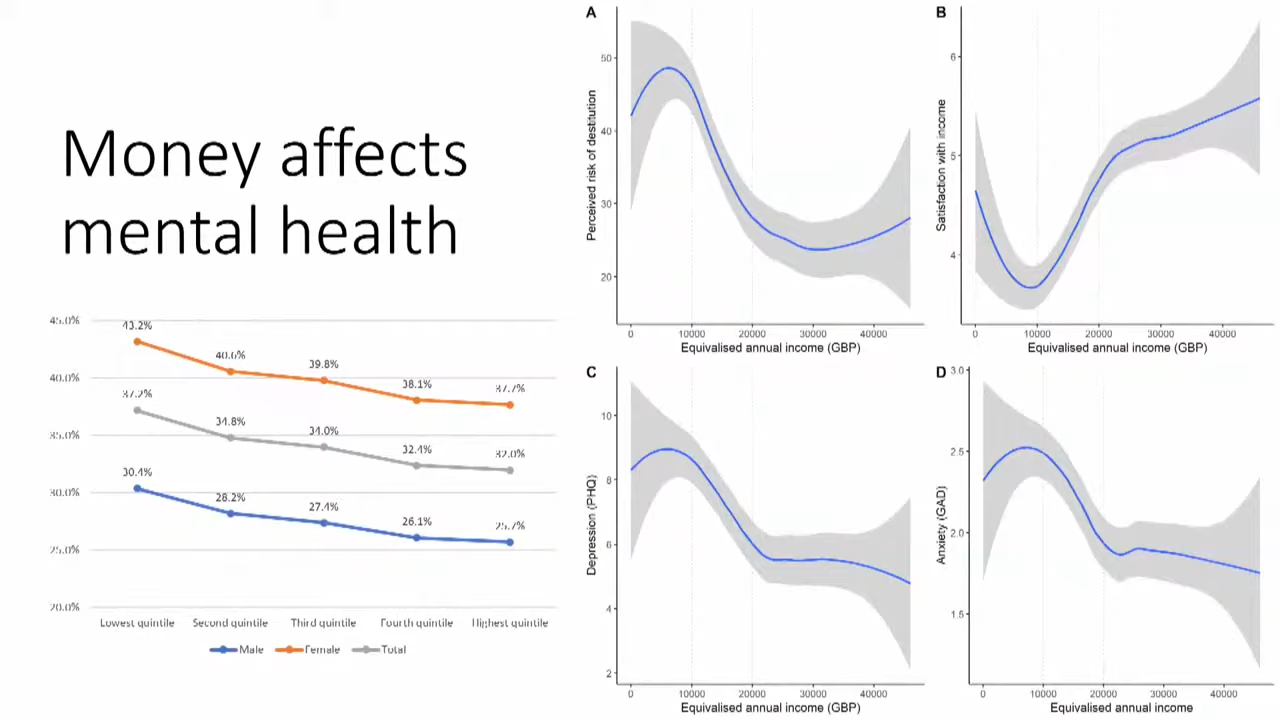 Money affects
mental health
45.0%
40.0%
35.0%
30.0%
25.0%
20.0%
43.2%
40.6%
39.8%
38.1%
37.7%
37.2%
34.8%
34.0%
32.4%
32.0%
30.4%
28.2%
27.4%
26.1%
25.7%
Lowest quintile Second quintile Third quintile Fourth quintile Highest quintile
Male Female Total
A
Perceived risk of destitution
50
40
30
20
0 10000 20000 30000 40000
Equivalised annual income (GBP)
B
Satisfaction with income
6
5
4
0 10000 20000 30000 40000
Equivalised annual income (GBP)
C
Depression (PHQ)
10
8
6
4
2
0 10000 20000 30000 40000
Equivalised annual income (GBP)
D
Anxiety (GAD)
3.0
2.5
2.0
1.5
0 10000 20000 30000 40000
Equivalised annual income